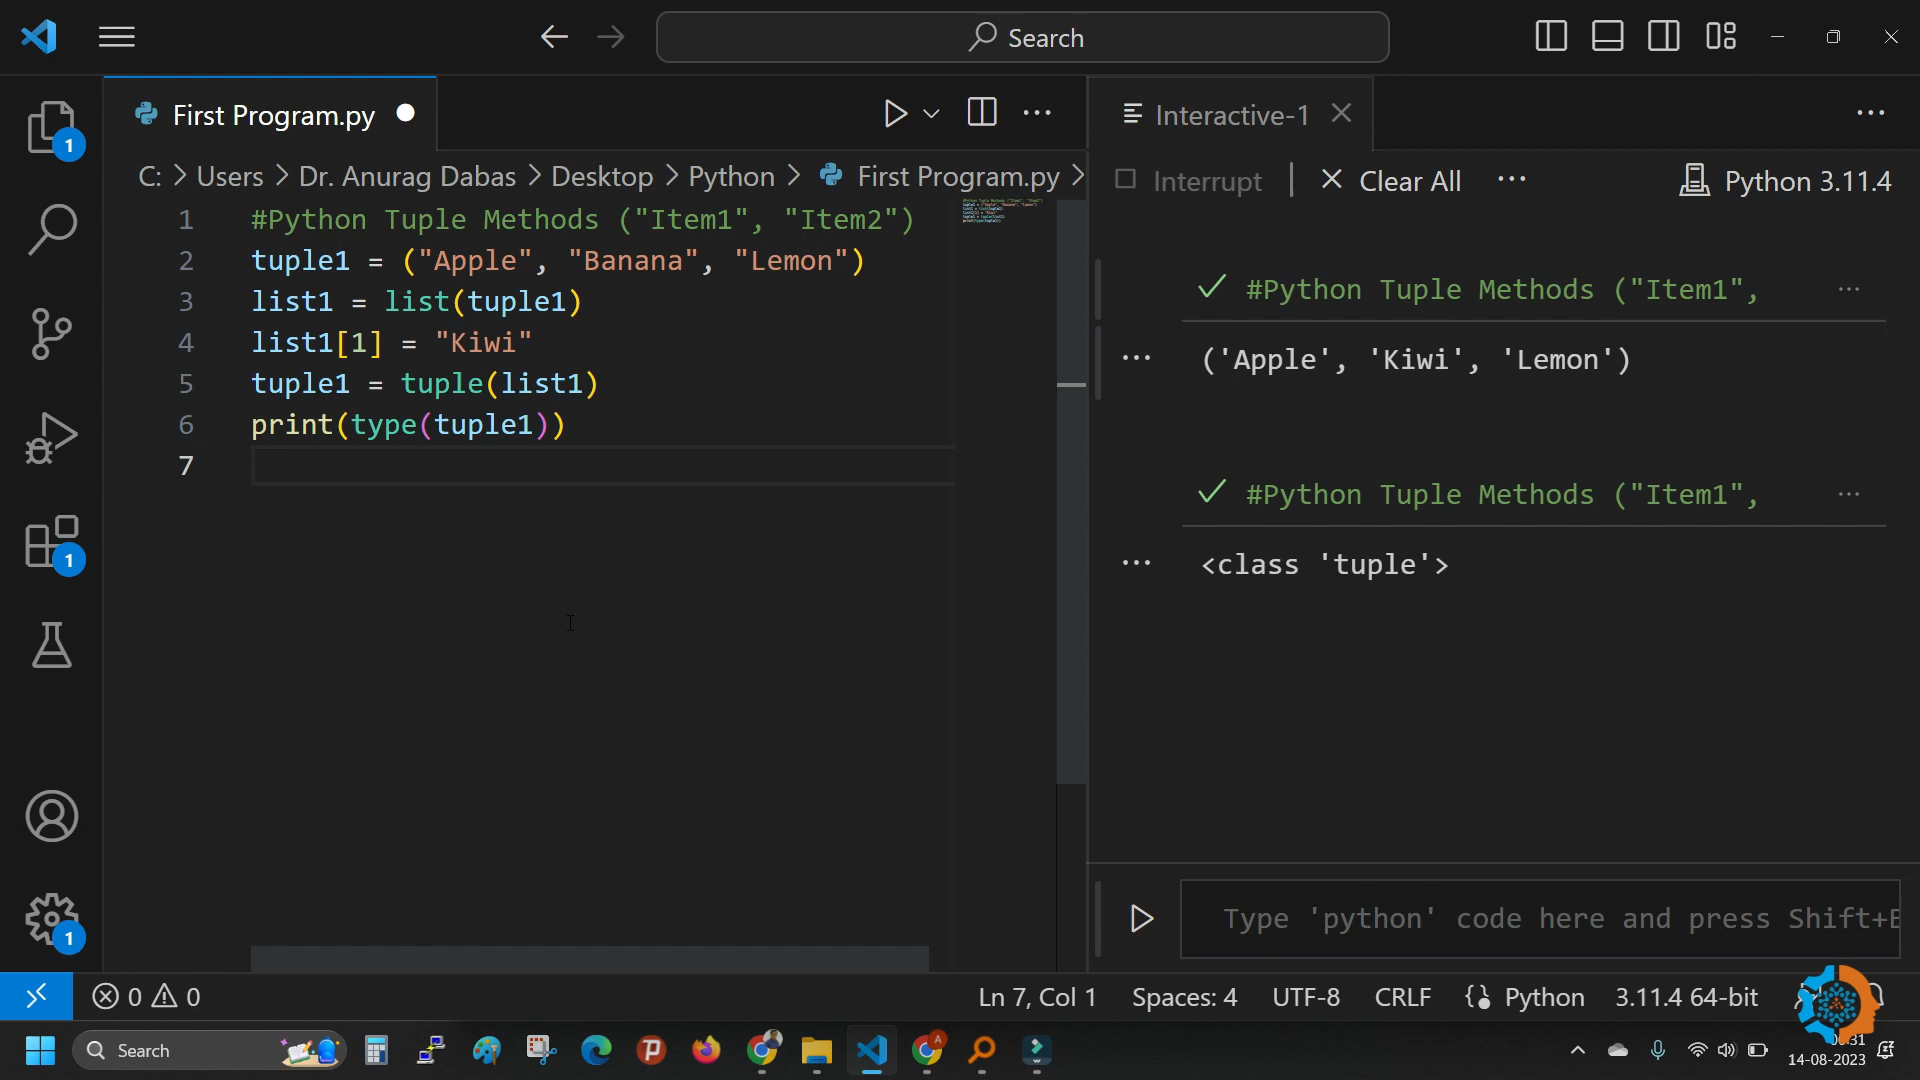 Search
First Program.py
Interactive-1
C: > Users > Dr. Anurag Dabas > Desktop > Python > First Program.py >
Interrupt | Clear All ... Python 3.11.4
1 #Python Tuple Methods ("Item1", "Item2")
2 tuple1 = ("Apple", "Banana", "Lemon")
3 list1 = list(tuple1)
4 list1[1] = "Kiwi"
5 tuple1 = tuple(list1)
6 print(type(tuple1))
7
1
1
1
#Python Tuple Methods ("Item1", ...
... ('Apple', 'Kiwi', 'Lemon')
#Python Tuple Methods ("Item1", ...
... <class 'tuple'>
Type 'python' code here and press Shift+E
0 0
Ln 7, Col 1 Spaces: 4 UTF-8 CRLF Python 3.11.4 64-bit
Search
14-08-2023